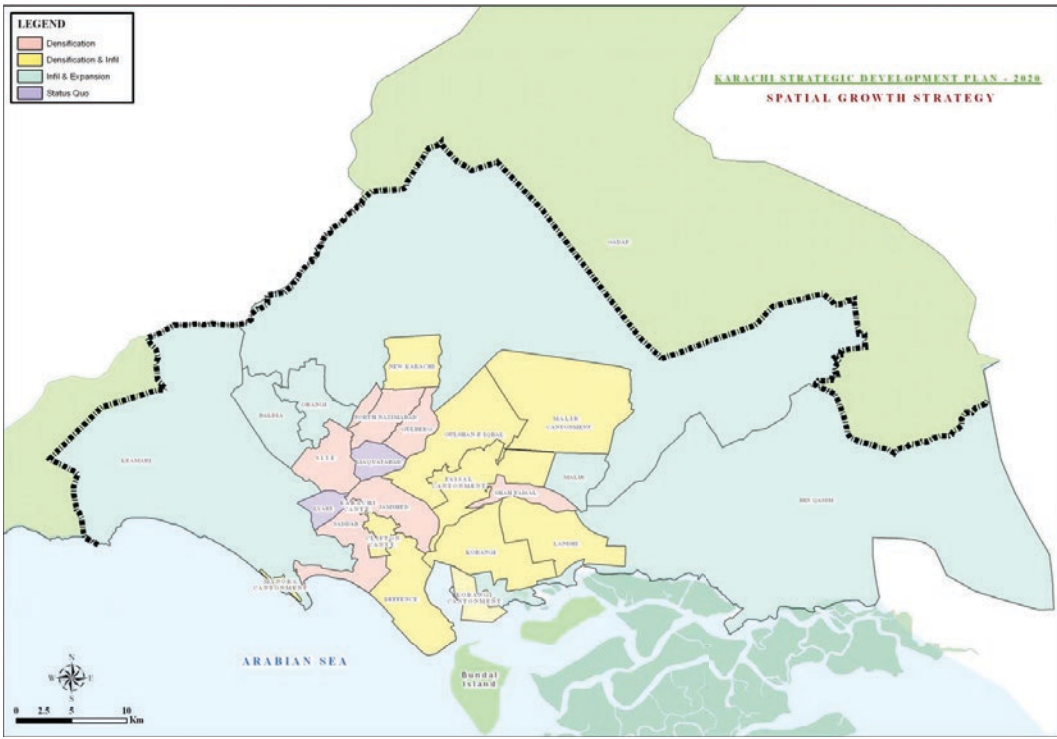 LEGEND
Densification
Densification & Infil
Infil & Expansion
Status Quo
KARACHI STRATEGIC DEVELOPMENT PLAN - 2020
SPATIAL GROWTH STRATEGY
GADAP
NEW KARACHI
ORANGI
BALDIA
NORTH NAZIMABAD
GULBERG
GULSHAN-E-IQBAL
MALIR
CANTONMENT
S.I.T.E
LIAQUATABAD
KEAMARI
FAISAL
CANTONMENT
MALIR
SHAH FAISAL
BIN QASIM
LYARI
KARACHI
CANTT
JAMSHED
SADDAR
CLIFTON
CANTT
KORANGI
LANDHI
MANORA
CANTONMENT
DEFFENCY
KORANGI
CANTONMENT
ARABIAN SEA
Bundal
Island
N
W
E
S
0 2.5 5 10
Km